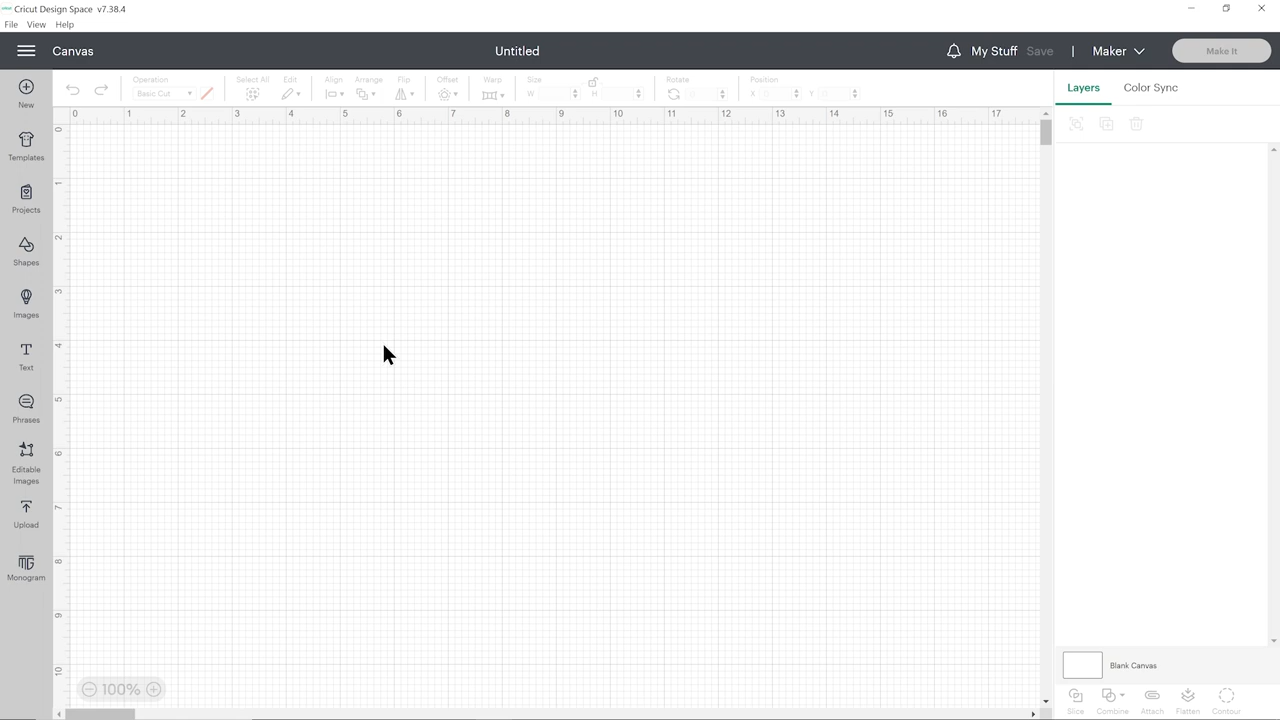 Cricut Design Space v7.38.4
File View Help
Canvas
Untitled
My Stuff Save | Maker
Make It
New
Templates
Projects
Shapes
Images
Text
Phrases
Editable
Images
Upload
Monogram
Operation
Basic Cut
Select All
Edit
Align
Arrange
Flip
Offset
Warp
Size
W
H
Rotate
0
Position
X 0
Y 0
0 1 2 3 4 5 6 7 8 9 10 11 12 13 14 15 16 17
0
1
2
3
4
5
6
7
8
9
10
100%
Layers Color Sync
Blank Canvas
Slice Combine Attach Flatten Contour